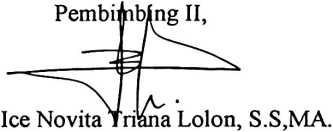 Pembimbing II,
Ice Novita Triana Lolon, S.S,MA.